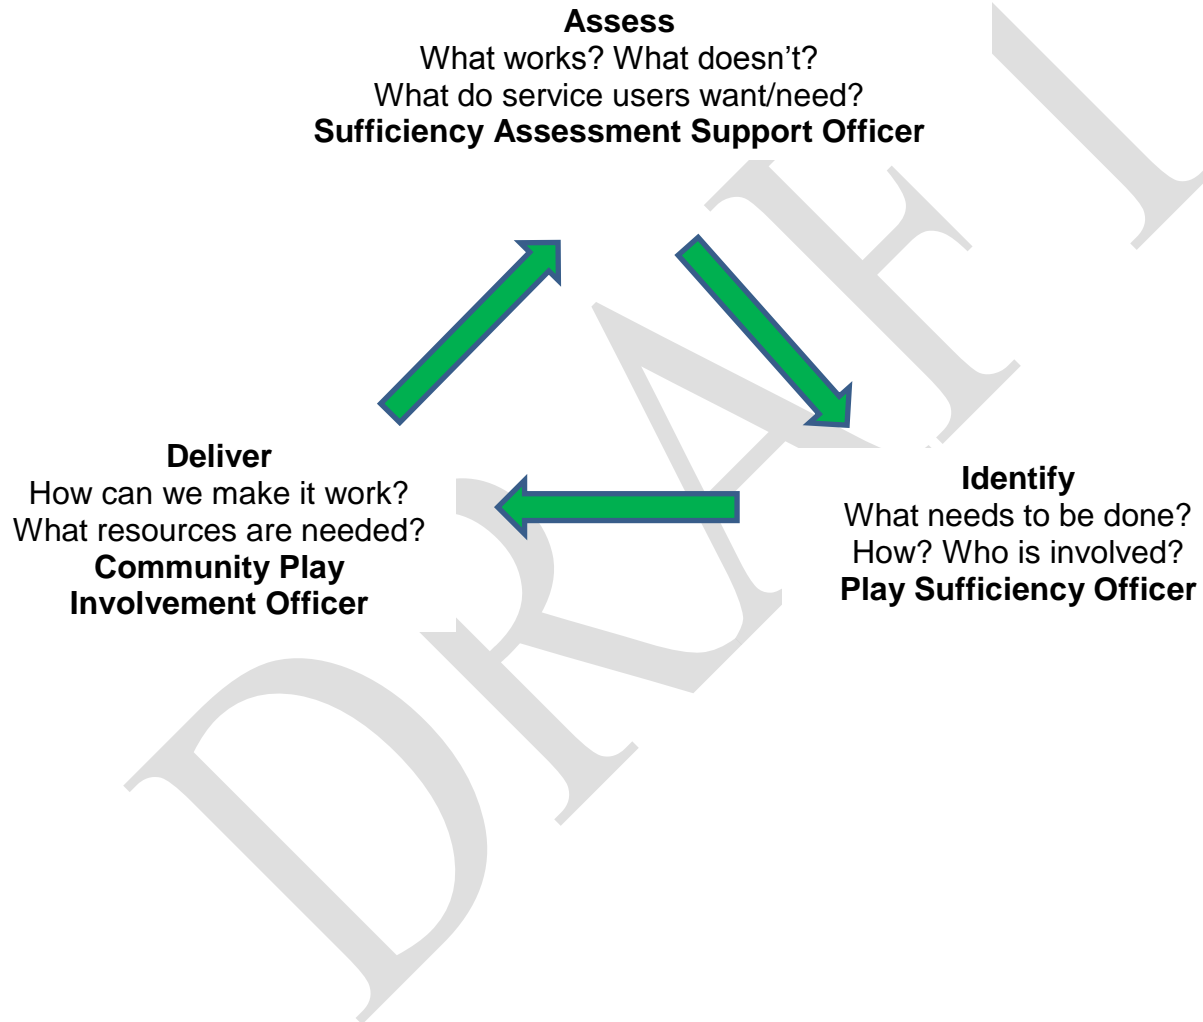 Assess
What works? What doesn’t?
What do service users want/need?
Sufficiency Assessment Support Officer
Deliver
How can we make it work?
What resources are needed?
Community Play
Involvement Officer
Identify
What needs to be done?
How? Who is involved?
Play Sufficiency Officer
DRAFT